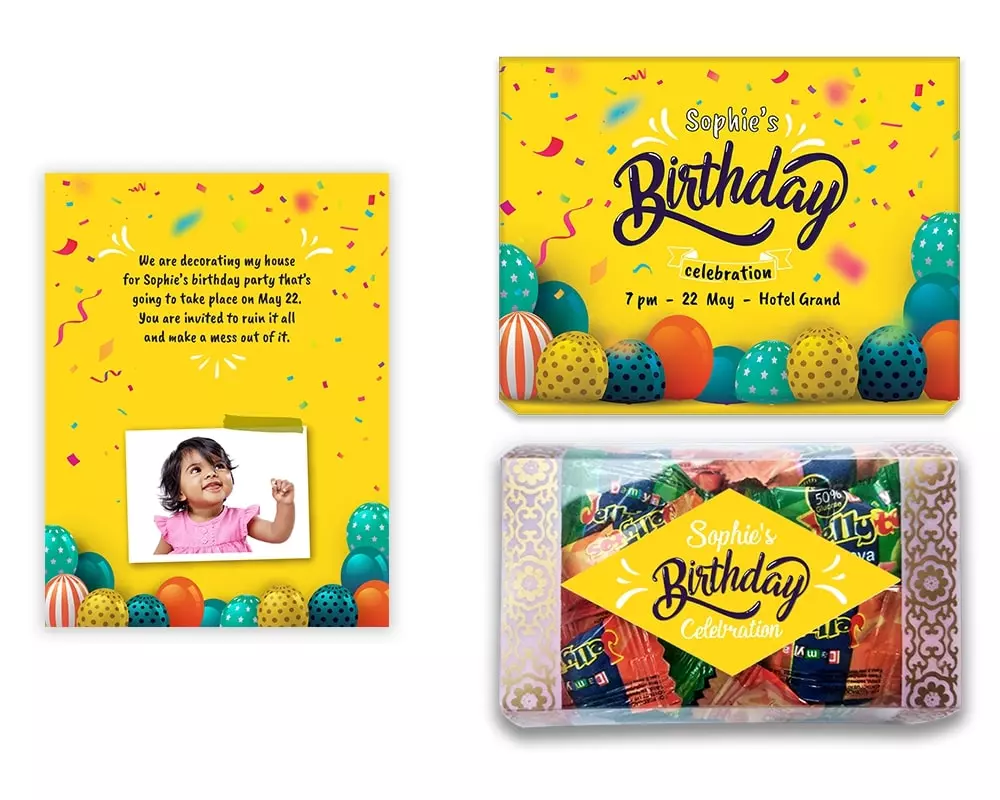 We are decorating my house
for Sophie's birthday party that's
going to take place on May 22.
You are invited to ruin it all
and make a mess out of it.
Sophie's
Birthday
celebration
7 pm - 22 May - Hotel Grand
50%
Sophie's
Birthday
Celebration